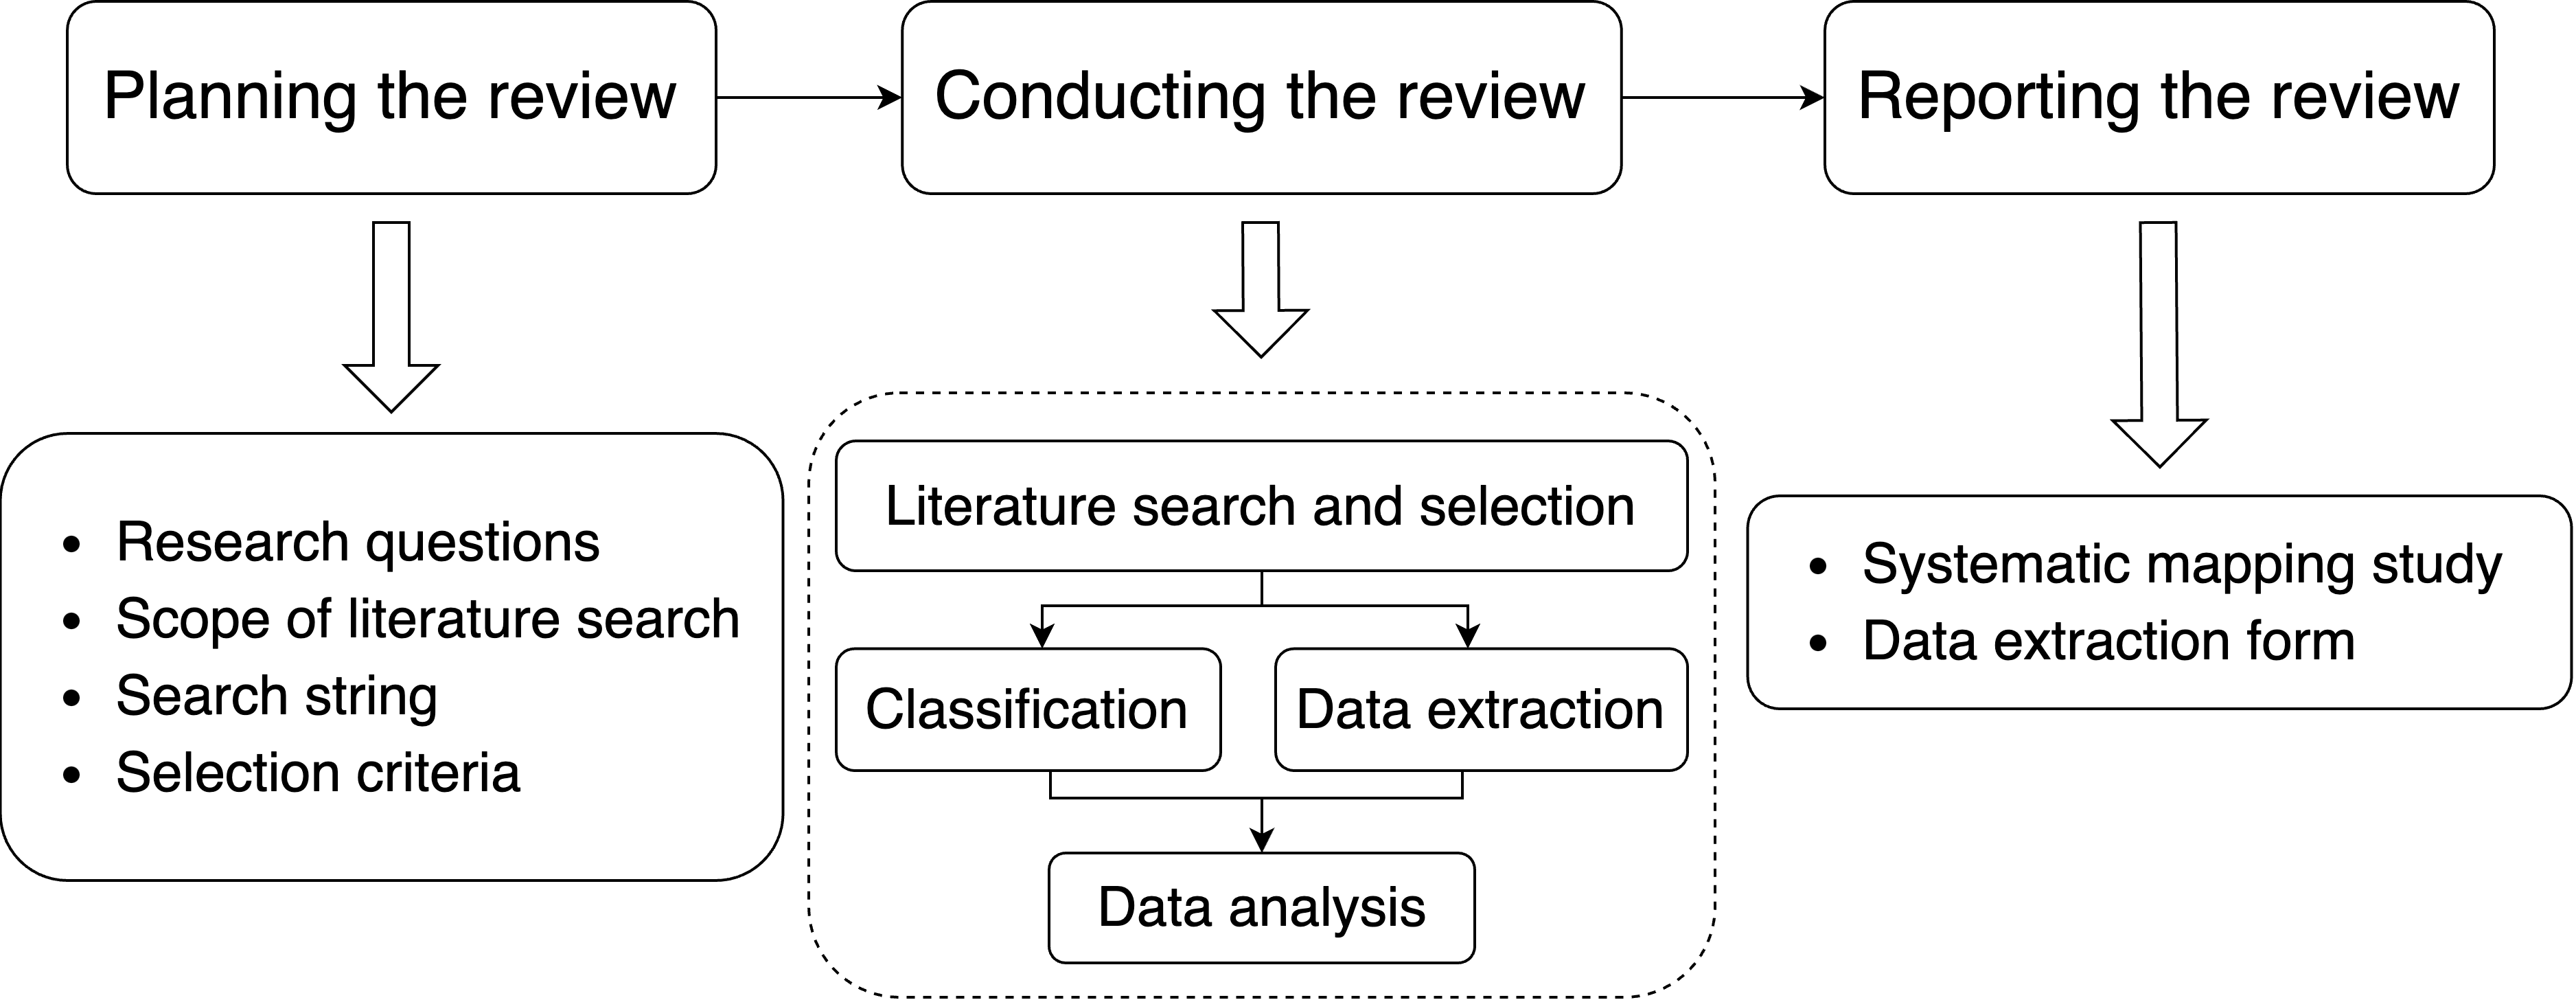 Planning the review
Conducting the review
Reporting the review
• Research questions
• Scope of literature search
• Search string
• Selection criteria
Literature search and selection
Classification
Data extraction
Data analysis
• Systematic mapping study
• Data extraction form